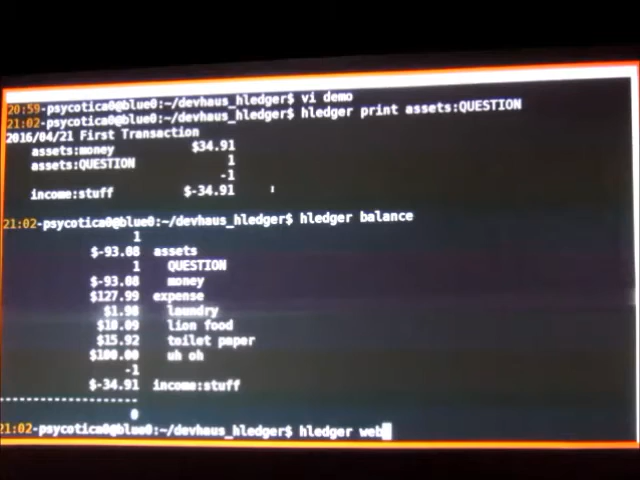 20:59-psycotica0@blue0:~/devhaus_hledger$ vi demo
21:02-psycotica0@blue0:~/devhaus_hledger$ hledger print assets:QUESTION
2016/04/21 First Transaction
assets:money $34.91
assets:QUESTION 1
-1
income:stuff $-34.91
21:02-psycotica0@blue0:~/devhaus_hledger$ hledger balance
1
$-93.08 assets
1 QUESTION
$-93.08 money
$127.99 expense
$1.98 laundry
$10.09 lion food
$15.92 toilet paper
$100.00 uh oh
-1
$-34.91 income:stuff
--------------------
0
21:02-psycotica0@blue0:~/devhaus_hledger$ hledger web